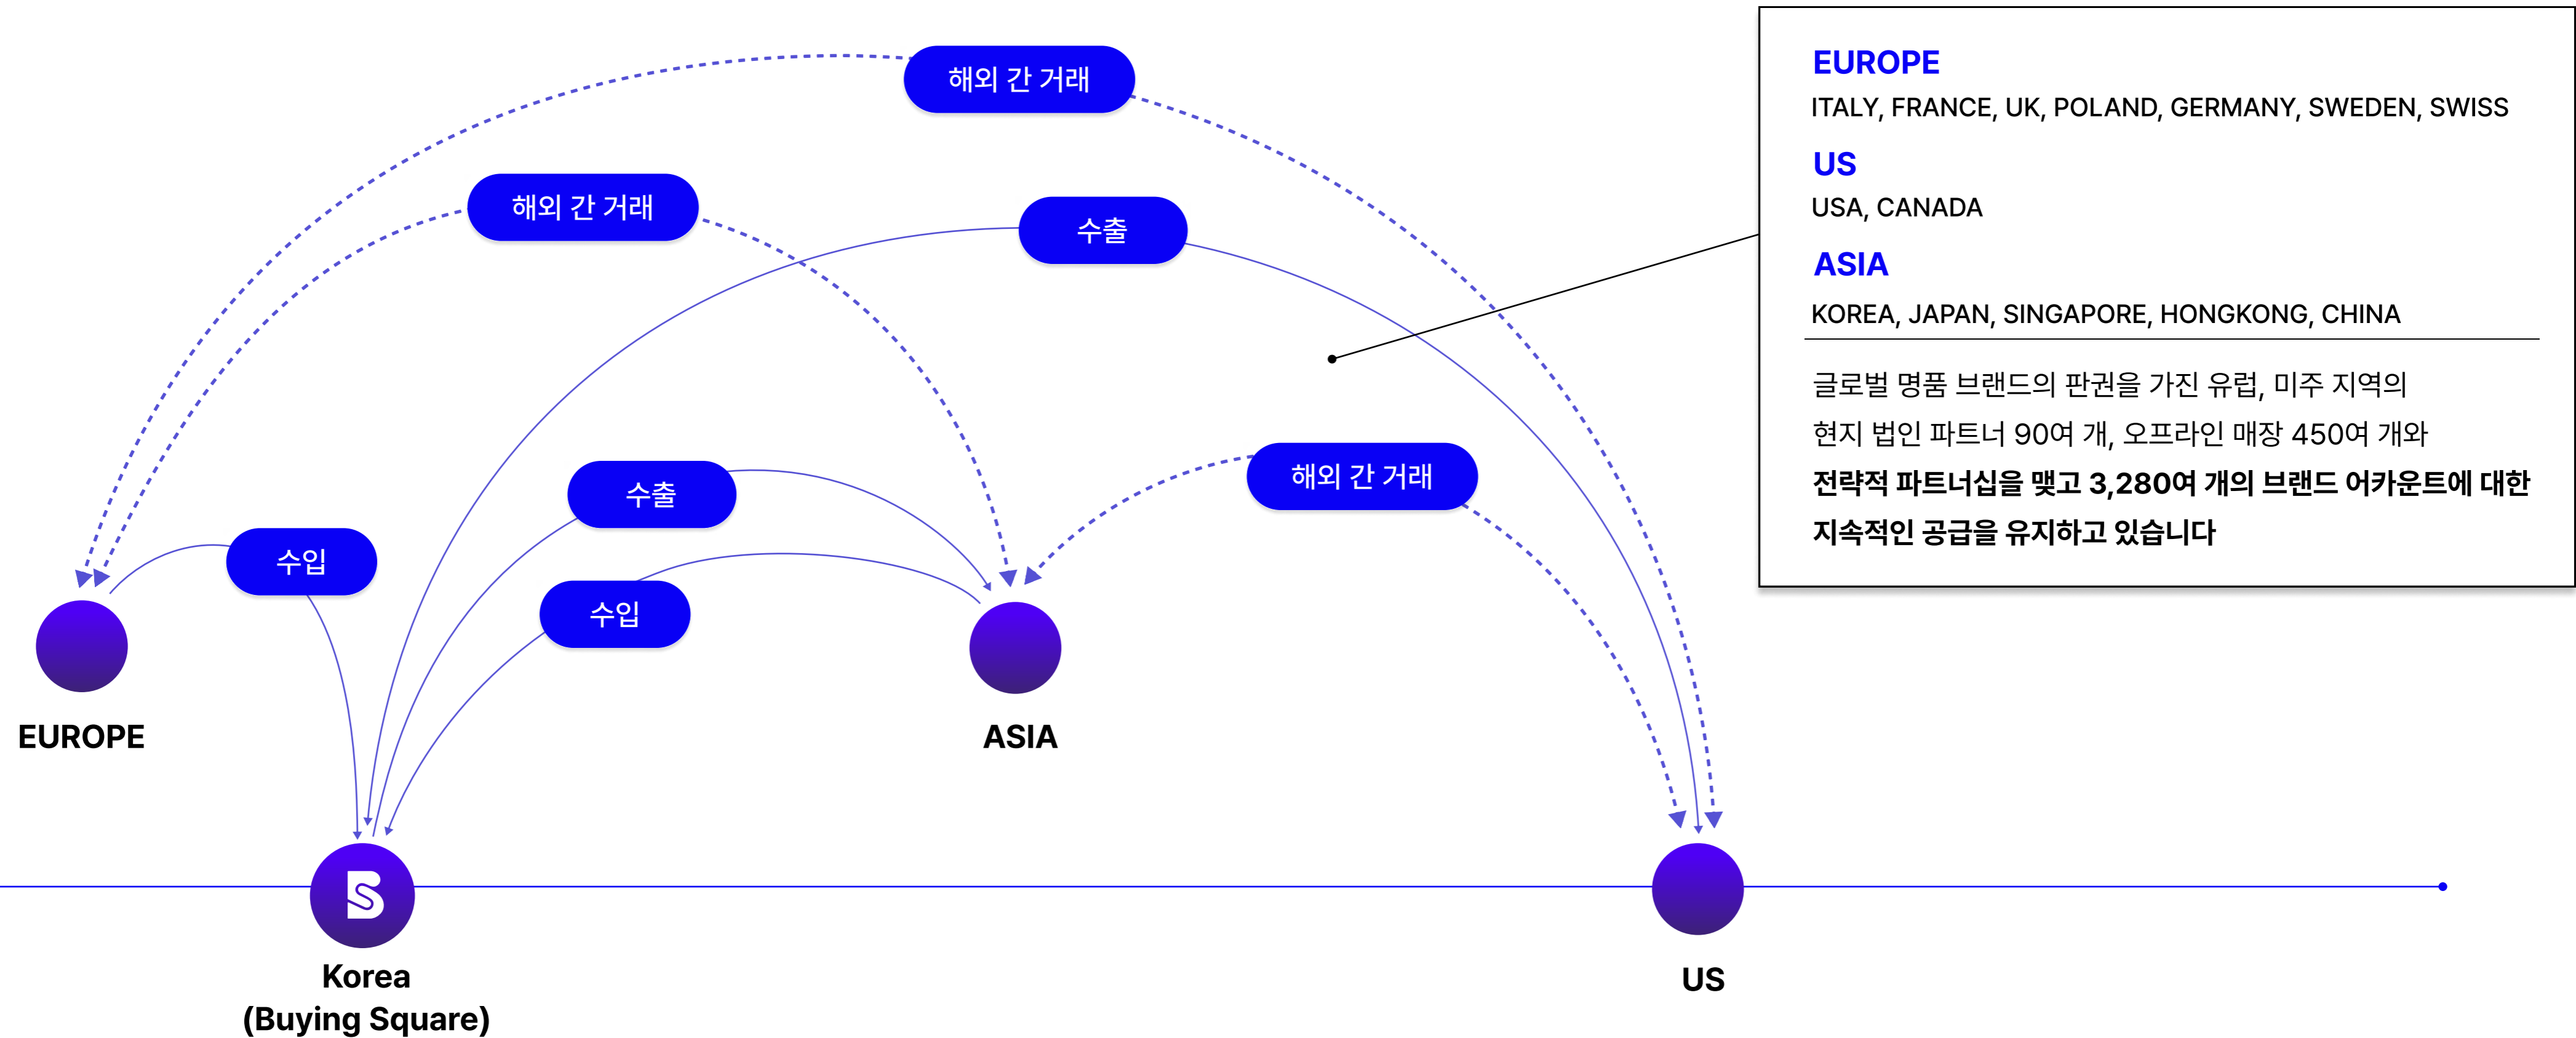 해외 간 거래
해외 간 거래
수출
수출
해외 간 거래
수입
수입
EUROPE
ASIA
Korea
(Buying Square)
US
EUROPE
ITALY, FRANCE, UK, POLAND, GERMANY, SWEDEN, SWISS
US
USA, CANADA
ASIA
KOREA, JAPAN, SINGAPORE, HONGKONG, CHINA
글로벌 명품 브랜드의 판권을 가진 유럽, 미주 지역의
현지 법인 파트너 90여 개, 오프라인 매장 450여 개와
전략적 파트너십을 맺고 3,280여 개의 브랜드 어카운트에 대한
지속적인 공급을 유지하고 있습니다